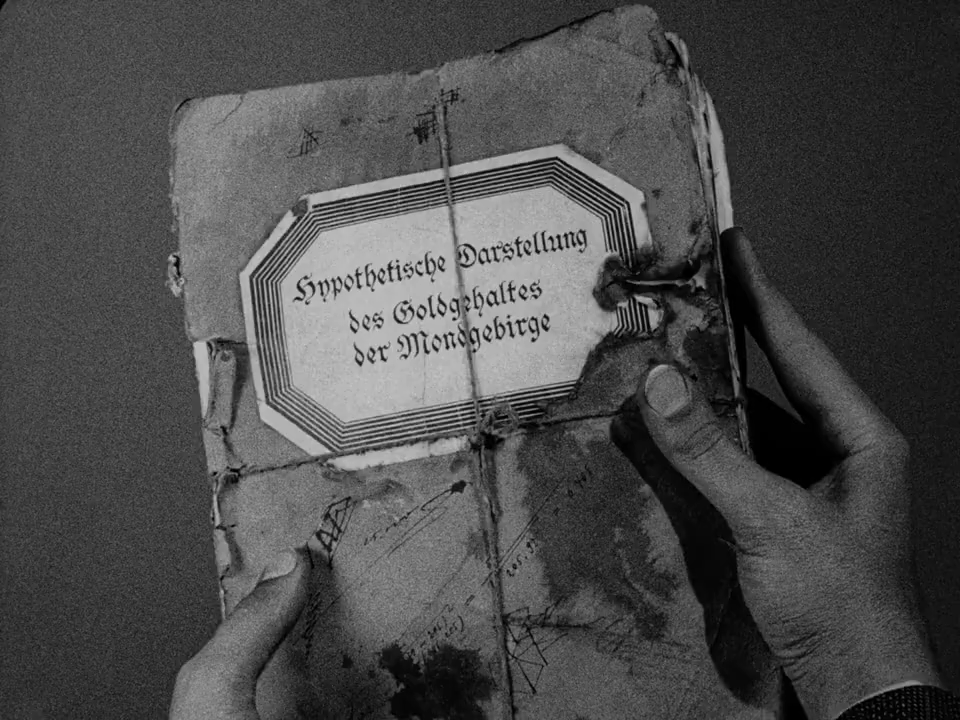 Hypothetische Darstellung
des Goldgehaltes
der Mondgebirge